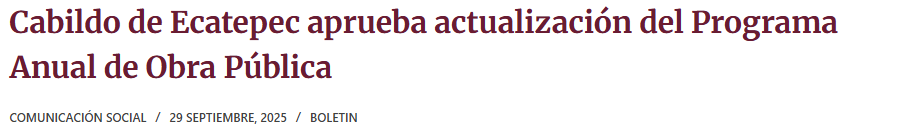 Cabildo de Ecatepec aprueba actualización del Programa
Anual de Obra Pública
COMUNICACIÓN SOCIAL / 29 SEPTIEMBRE, 2025 / BOLETIN